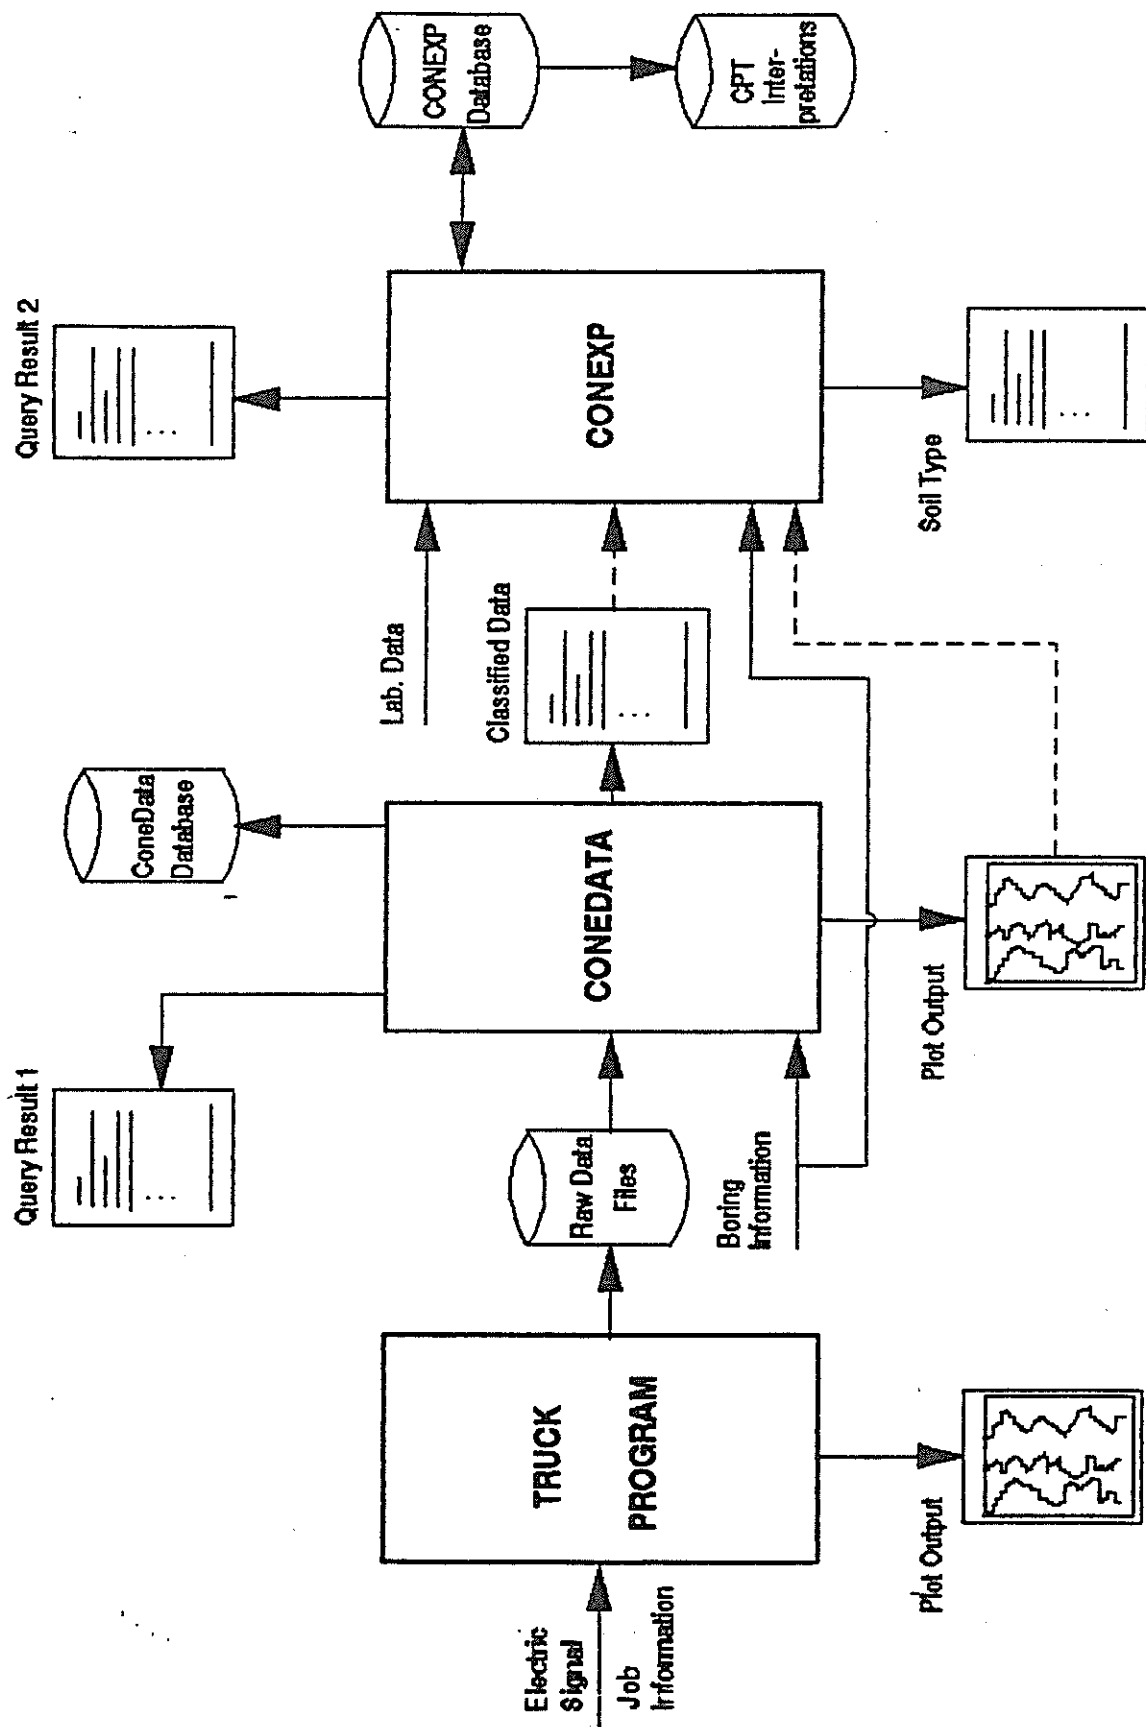 Query Result 1
ConeData
Database
Query Result 2
CONEXP
Database
CPT
Inter-
pretations
Electric
Signal
Job
Information
TRUCK
PROGRAM
Raw Data
Files
Boring
Information
CONEDATA
Lab. Data
Classified Data
CONEXP
Plot Output
Plot Output
Soil Type